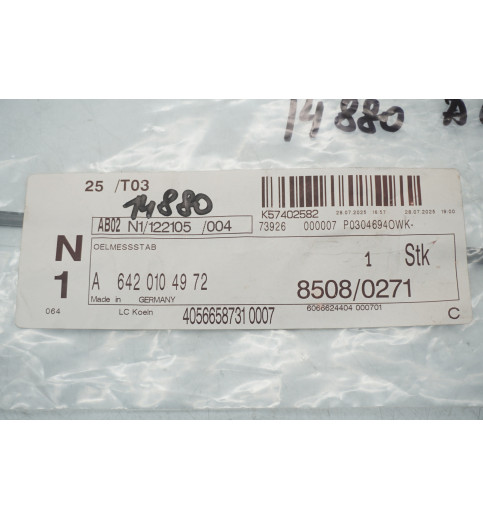 14880
25 /T03
14880
K57402582
AB02 N1/122105 /004
73926 000007 P0304694OWK-
OELMESSSTAB
N
1
1 Stk
A 642 010 49 72
8508/0271
Made in GERMANY
6066624404 000701
064
LC Koeln
4056658731 0007
C